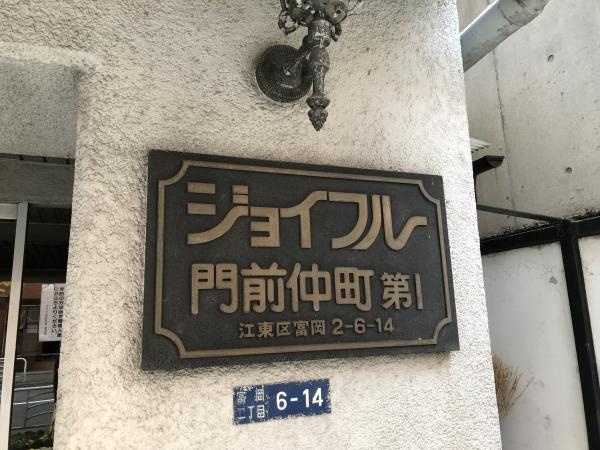 ジョイフル
門前仲町 第1
江東区富岡 2-6-14
富岡
二丁目
6-14